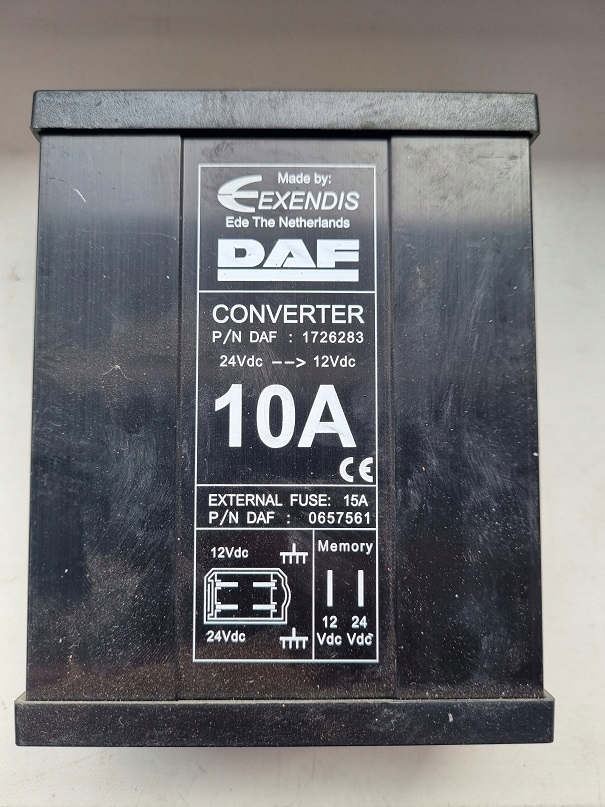 Made by:
EXENDIS
Ede The Netherlands
DAF
CONVERTER
P/N DAF : 1726283
24Vdc --> 12Vdc
10A
CE
EXTERNAL FUSE: 15A
P/N DAF : 0657561
12Vdc
24Vdc
Memory
12 24
Vdc Vdc